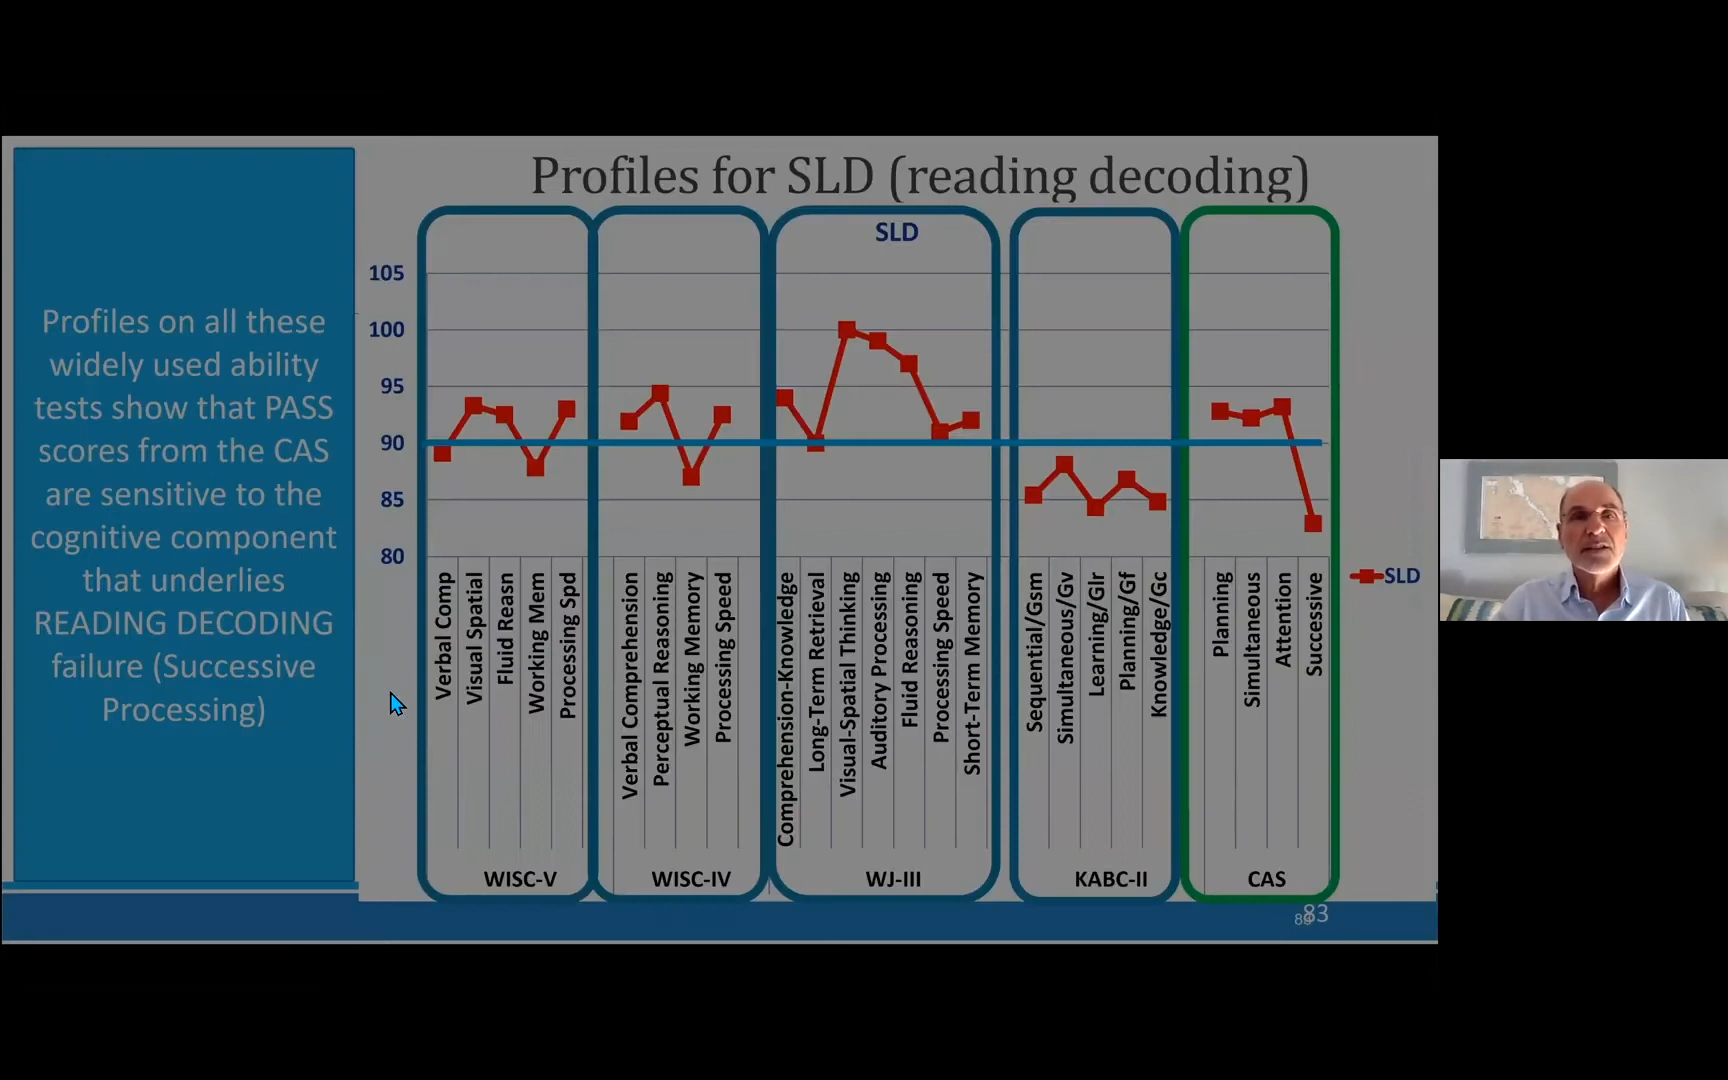 Profiles for SLD (reading decoding)
Profiles on all these
widely used ability
tests show that PASS
scores from the CAS
are sensitive to the
cognitive component
that underlies
READING DECODING
failure (Successive
Processing)
SLD
105
100
95
90
85
80
Verbal Comp
Visual Spatial
Fluid Reasn
Working Mem
Processing Spd
Verbal Comprehension
Perceptual Reasoning
Working Memory
Processing Speed
Comprehension-Knowledge
Long-Term Retrieval
Visual-Spatial Thinking
Auditory Processing
Fluid Reasoning
Processing Speed
Short-Term Memory
Sequential/Gsm
Simultaneous/Gv
Learning/Glr
Planning/Gf
Knowledge/Gc
Planning
Simultaneous
Attention
Successive
WISC-V
WISC-IV
WJ-III
KABC-II
CAS
SLD
83